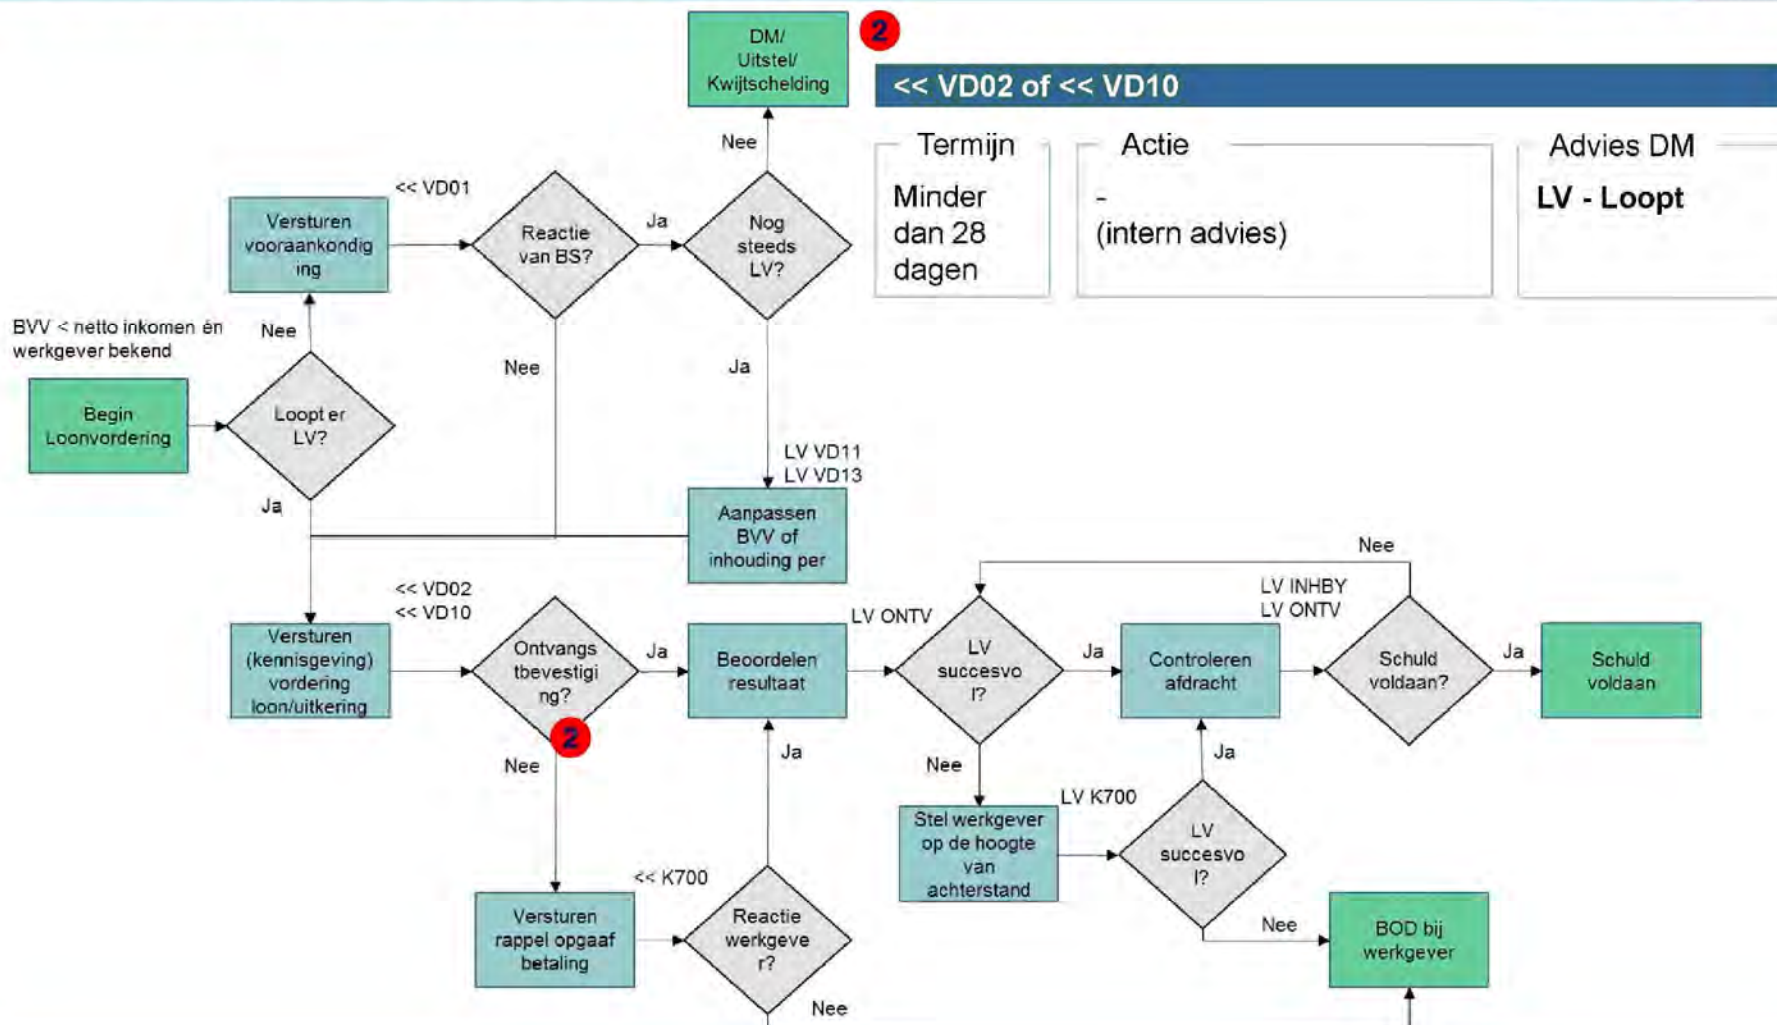 DM/
Uitstel/
Kwijtschelding
2
<< VD02 of << VD10
Termijn
Minder
dan 28
dagen
Actie
-
(intern advies)
Advies DM
LV - Loopt
Nee
<< VD01
Versturen
vooraankondig
ing
Reactie
van BS?
Ja
Nog
steeds
LV?
BVV < netto inkomen én
werkgever bekend
Nee
Nee
Ja
Begin
Loonvordering
Loopt er
LV?
Ja
LV VD11
LV VD13
Aanpassen
BVV of
inhouding per
Nee
<< VD02
<< VD10
Versturen
(kennisgeving)
vordering
loon/uitkering
Ontvangs
tbevestigi
ng?
2
Ja
Beoordelen
resultaat
LV ONTV
LV
succesvo
l?
Ja
Controleren
afdracht
LV INHBY
LV ONTV
Schuld
voldaan?
Ja
Schuld
voldaan
Nee
Ja
Nee
Ja
Stel werkgever
op de hoogte
van
achterstand
LV K700
LV
succesvo
l?
<< K700
Versturen
rappel opgaaf
betaling
Reactie
werkgeve
r?
Nee
BOD bij
werkgever
Nee